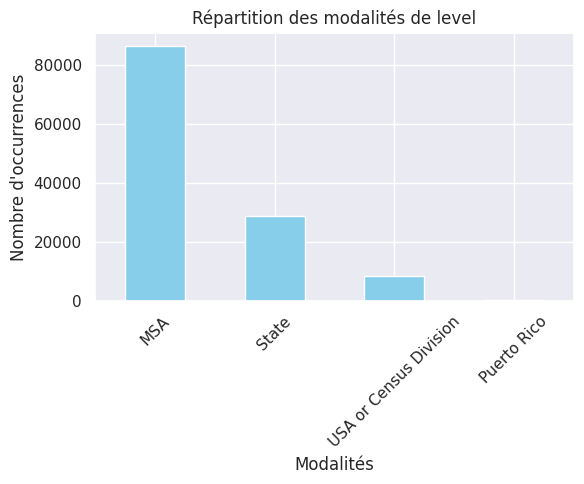 Répartition des modalités de level
Nombre d'occurrences
80000
60000
40000
20000
0
MSA
State
USA or Census Division
Puerto Rico
Modalités